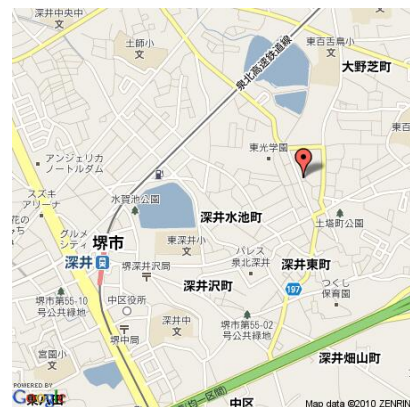 深井中央中
土師小
東百舌鳥小
大野芝町
泉北高速鉄道線
東百
東光学園
アンジェリカ
ノートルダム
スズキ
アリーナ
水賀池公園
土塔町公園
深井水池町
グルメ
シティ
堺市
東深井小
パレス
泉北深井
深井
堺深井沢局
深井東町
つくし
保育園
197
堺市第55-10
号公共緑地
中区役所
深井沢町
深井中
堺市第55-02
号公共緑地
堺中局
宮園小
深井畑山町
(均一区間)
POWERED BY
Google
中区
Map data ©2010 ZENRIN